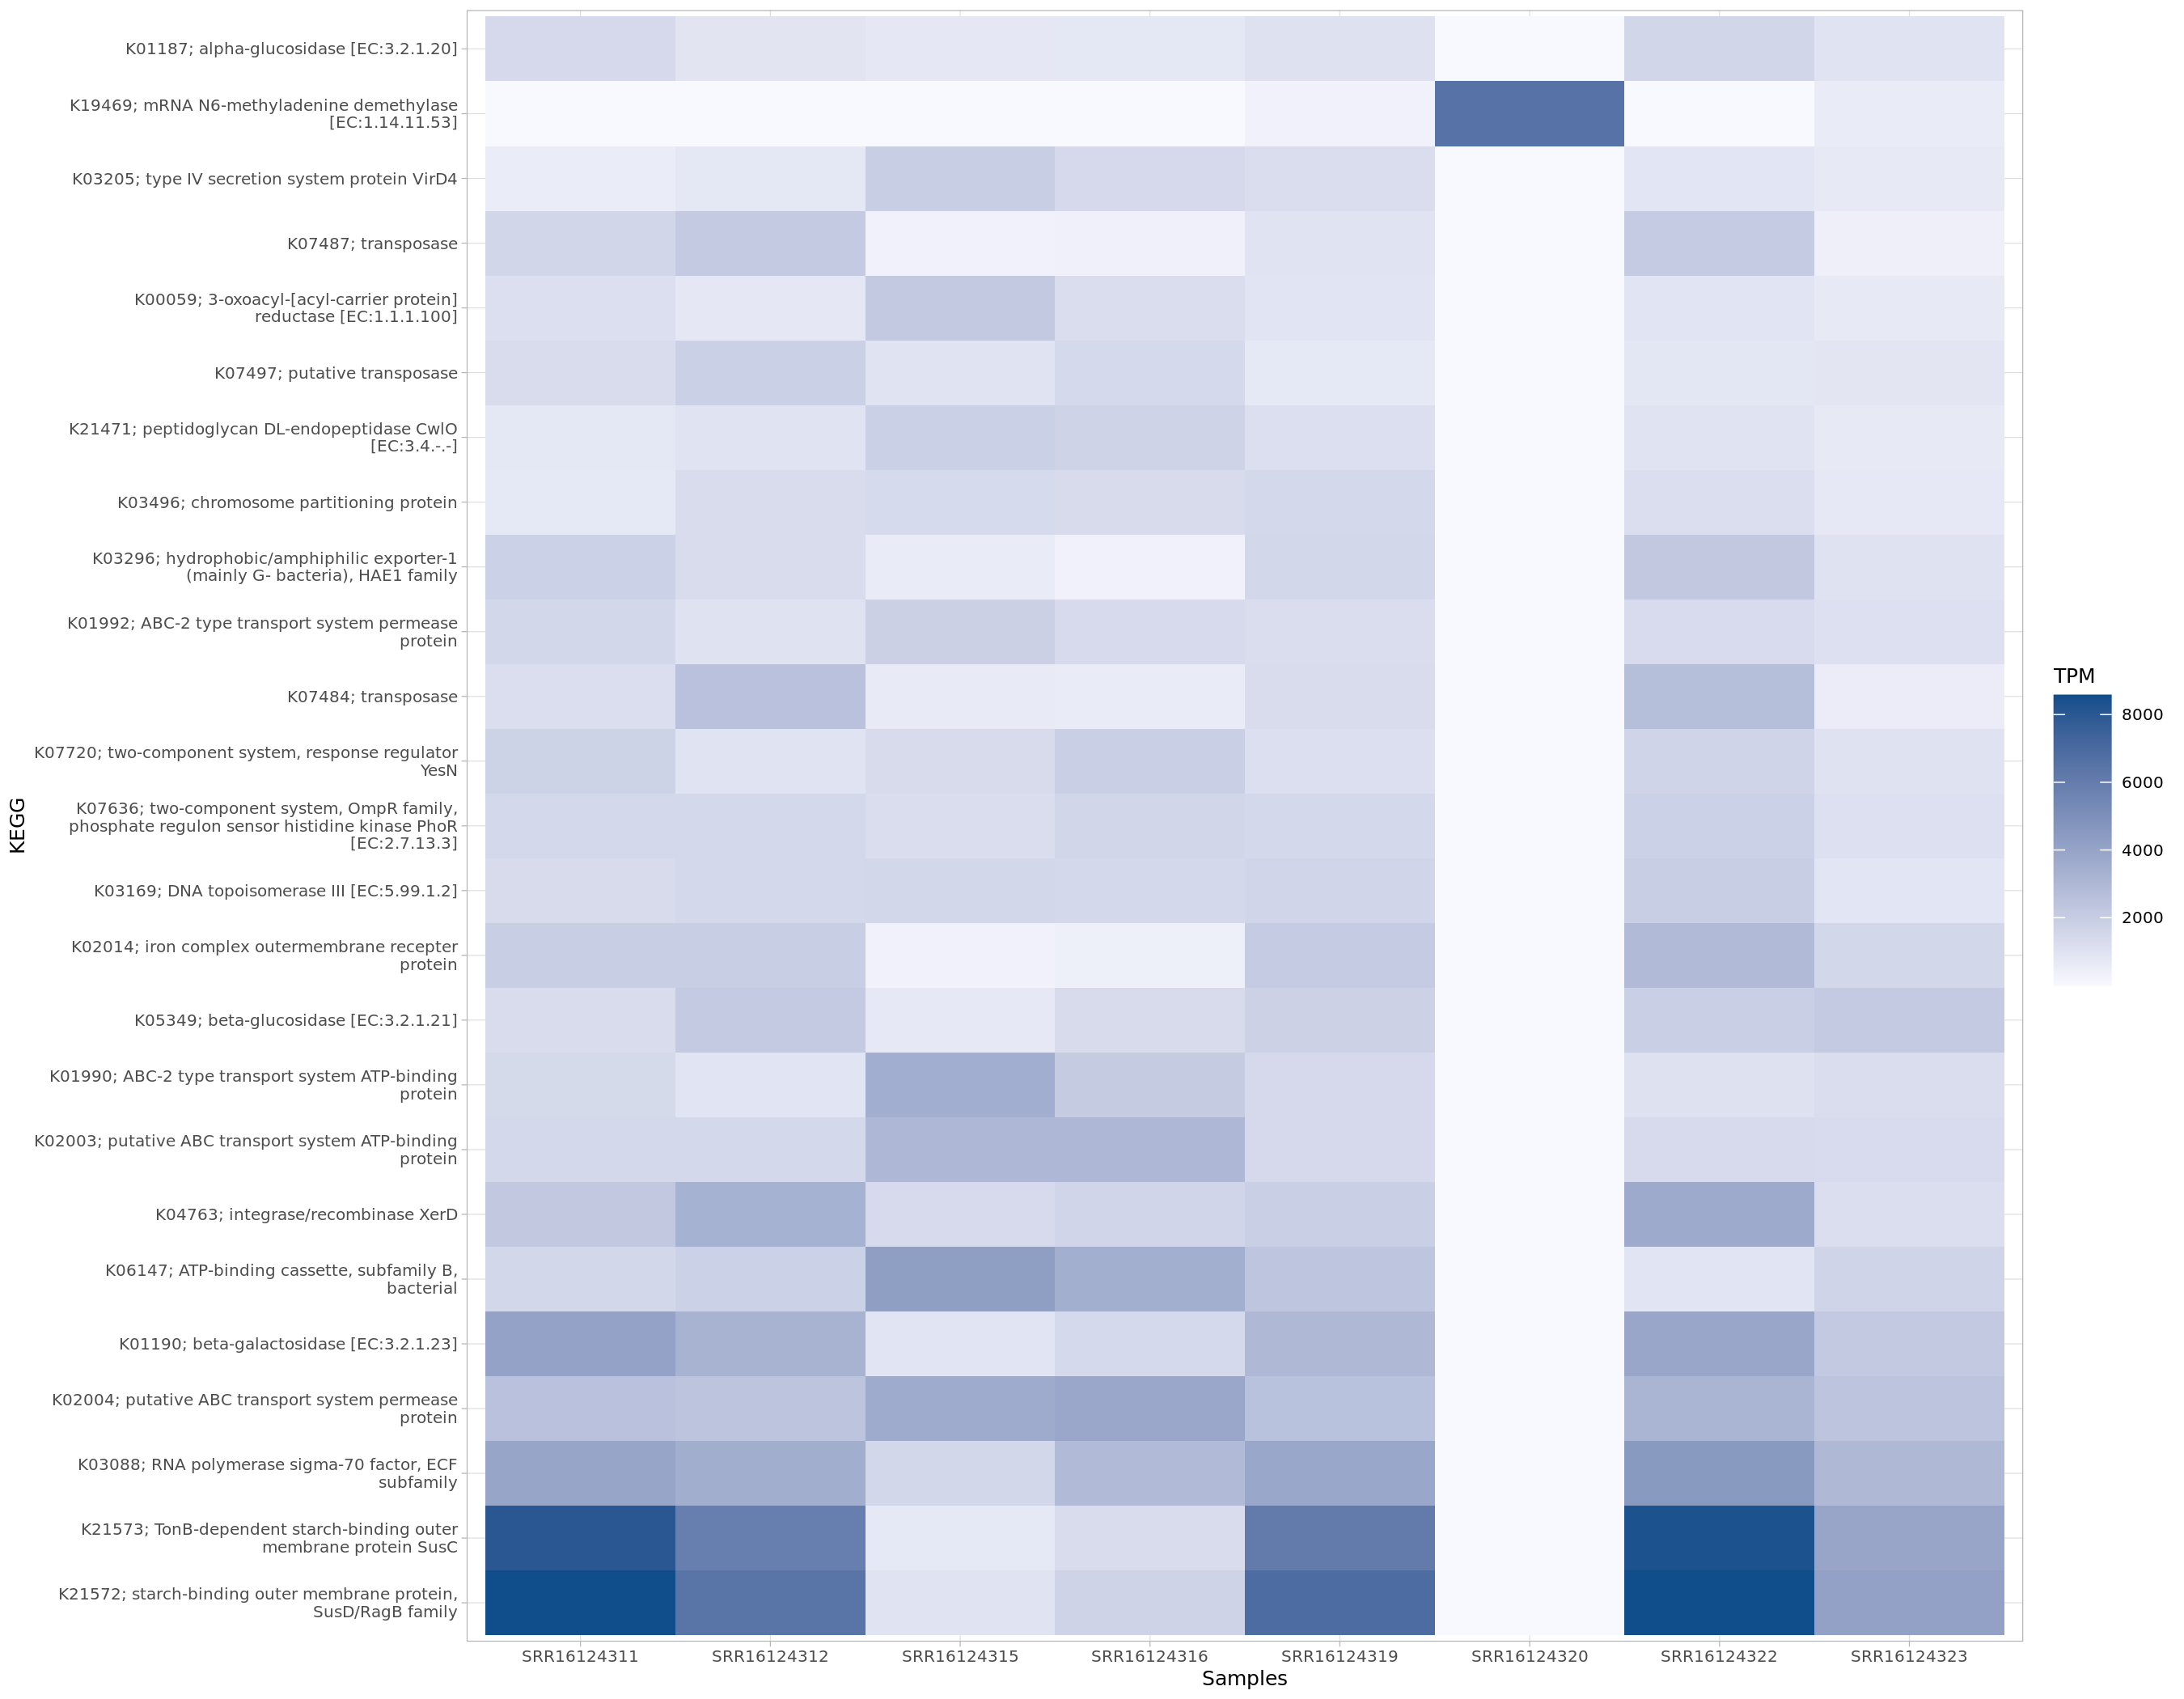 K01187; alpha-glucosidase [EC:3.2.1.20]
K19469; mRNA N6-methyladenine demethylase
[EC:1.14.11.53]
K03205; type IV secretion system protein VirD4
K07487; transposase
K00059; 3-oxoacyl-[acyl-carrier protein]
reductase [EC:1.1.1.100]
K07497; putative transposase
K21471; peptidoglycan DL-endopeptidase CwlO
[EC:3.4.-.-]
K03496; chromosome partitioning protein
K03296; hydrophobic/amphiphilic exporter-1
(mainly G- bacteria), HAE1 family
K01992; ABC-2 type transport system permease
protein
K07484; transposase
K07720; two-component system, response regulator
YesN
K07636; two-component system, OmpR family,
phosphate regulon sensor histidine kinase PhoR
[EC:2.7.13.3]
K03169; DNA topoisomerase III [EC:5.99.1.2]
K02014; iron complex outermembrane recepter
protein
K05349; beta-glucosidase [EC:3.2.1.21]
K01990; ABC-2 type transport system ATP-binding
protein
K02003; putative ABC transport system ATP-binding
protein
K04763; integrase/recombinase XerD
K06147; ATP-binding cassette, subfamily B,
bacterial
K01190; beta-galactosidase [EC:3.2.1.23]
K02004; putative ABC transport system permease
protein
K03088; RNA polymerase sigma-70 factor, ECF
subfamily
K21573; TonB-dependent starch-binding outer
membrane protein SusC
K21572; starch-binding outer membrane protein,
SusD/RagB family
KEGG
SRR16124311
SRR16124312
SRR16124315
SRR16124316
SRR16124319
SRR16124320
SRR16124322
SRR16124323
Samples
TPM
8000
6000
4000
2000